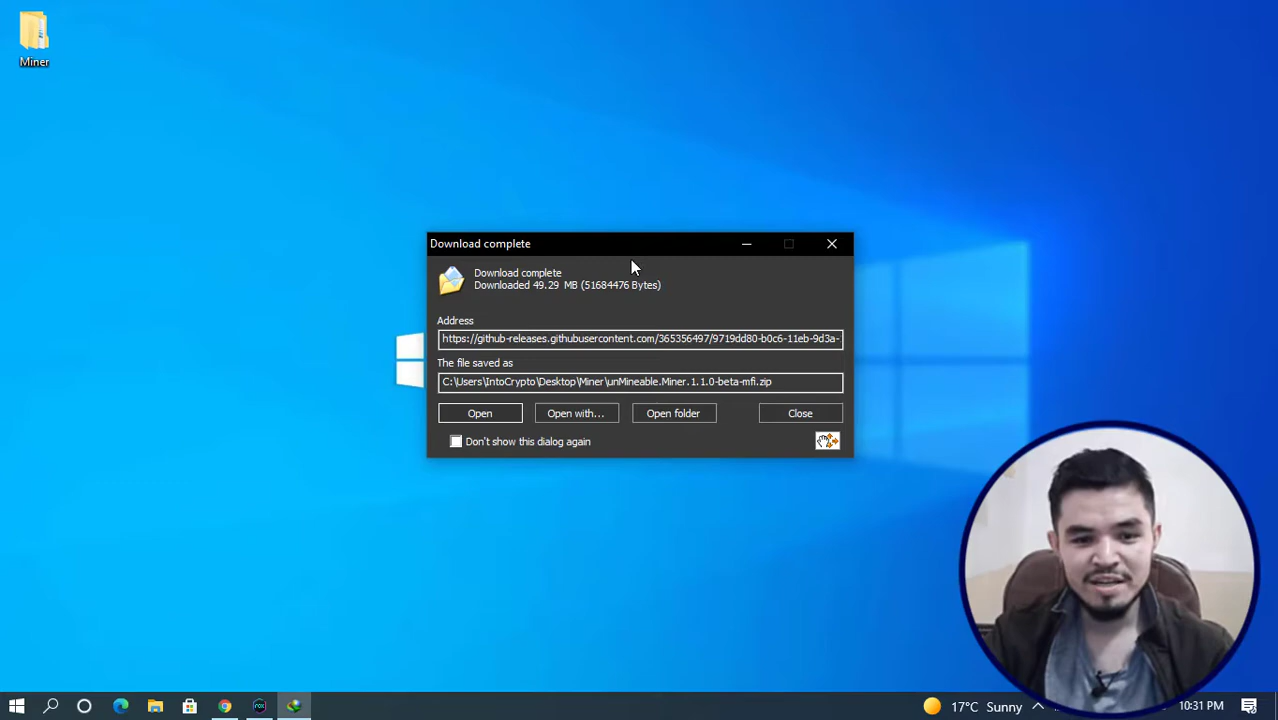 Miner
Download complete
Download complete
Downloaded 49.29 MB (51684476 Bytes)
Address
https://github-releases.githubusercontent.com/365356497/9719dd80-b0c6-11eb-9d3a-
The file saved as
C:\Users\IntoCrypto\Desktop\Miner\unMineable.Miner.1.1.0-beta-mfi.zip
Open
Open with...
Open folder
Close
Don't show this dialog again
17°C Sunny
10:31 PM